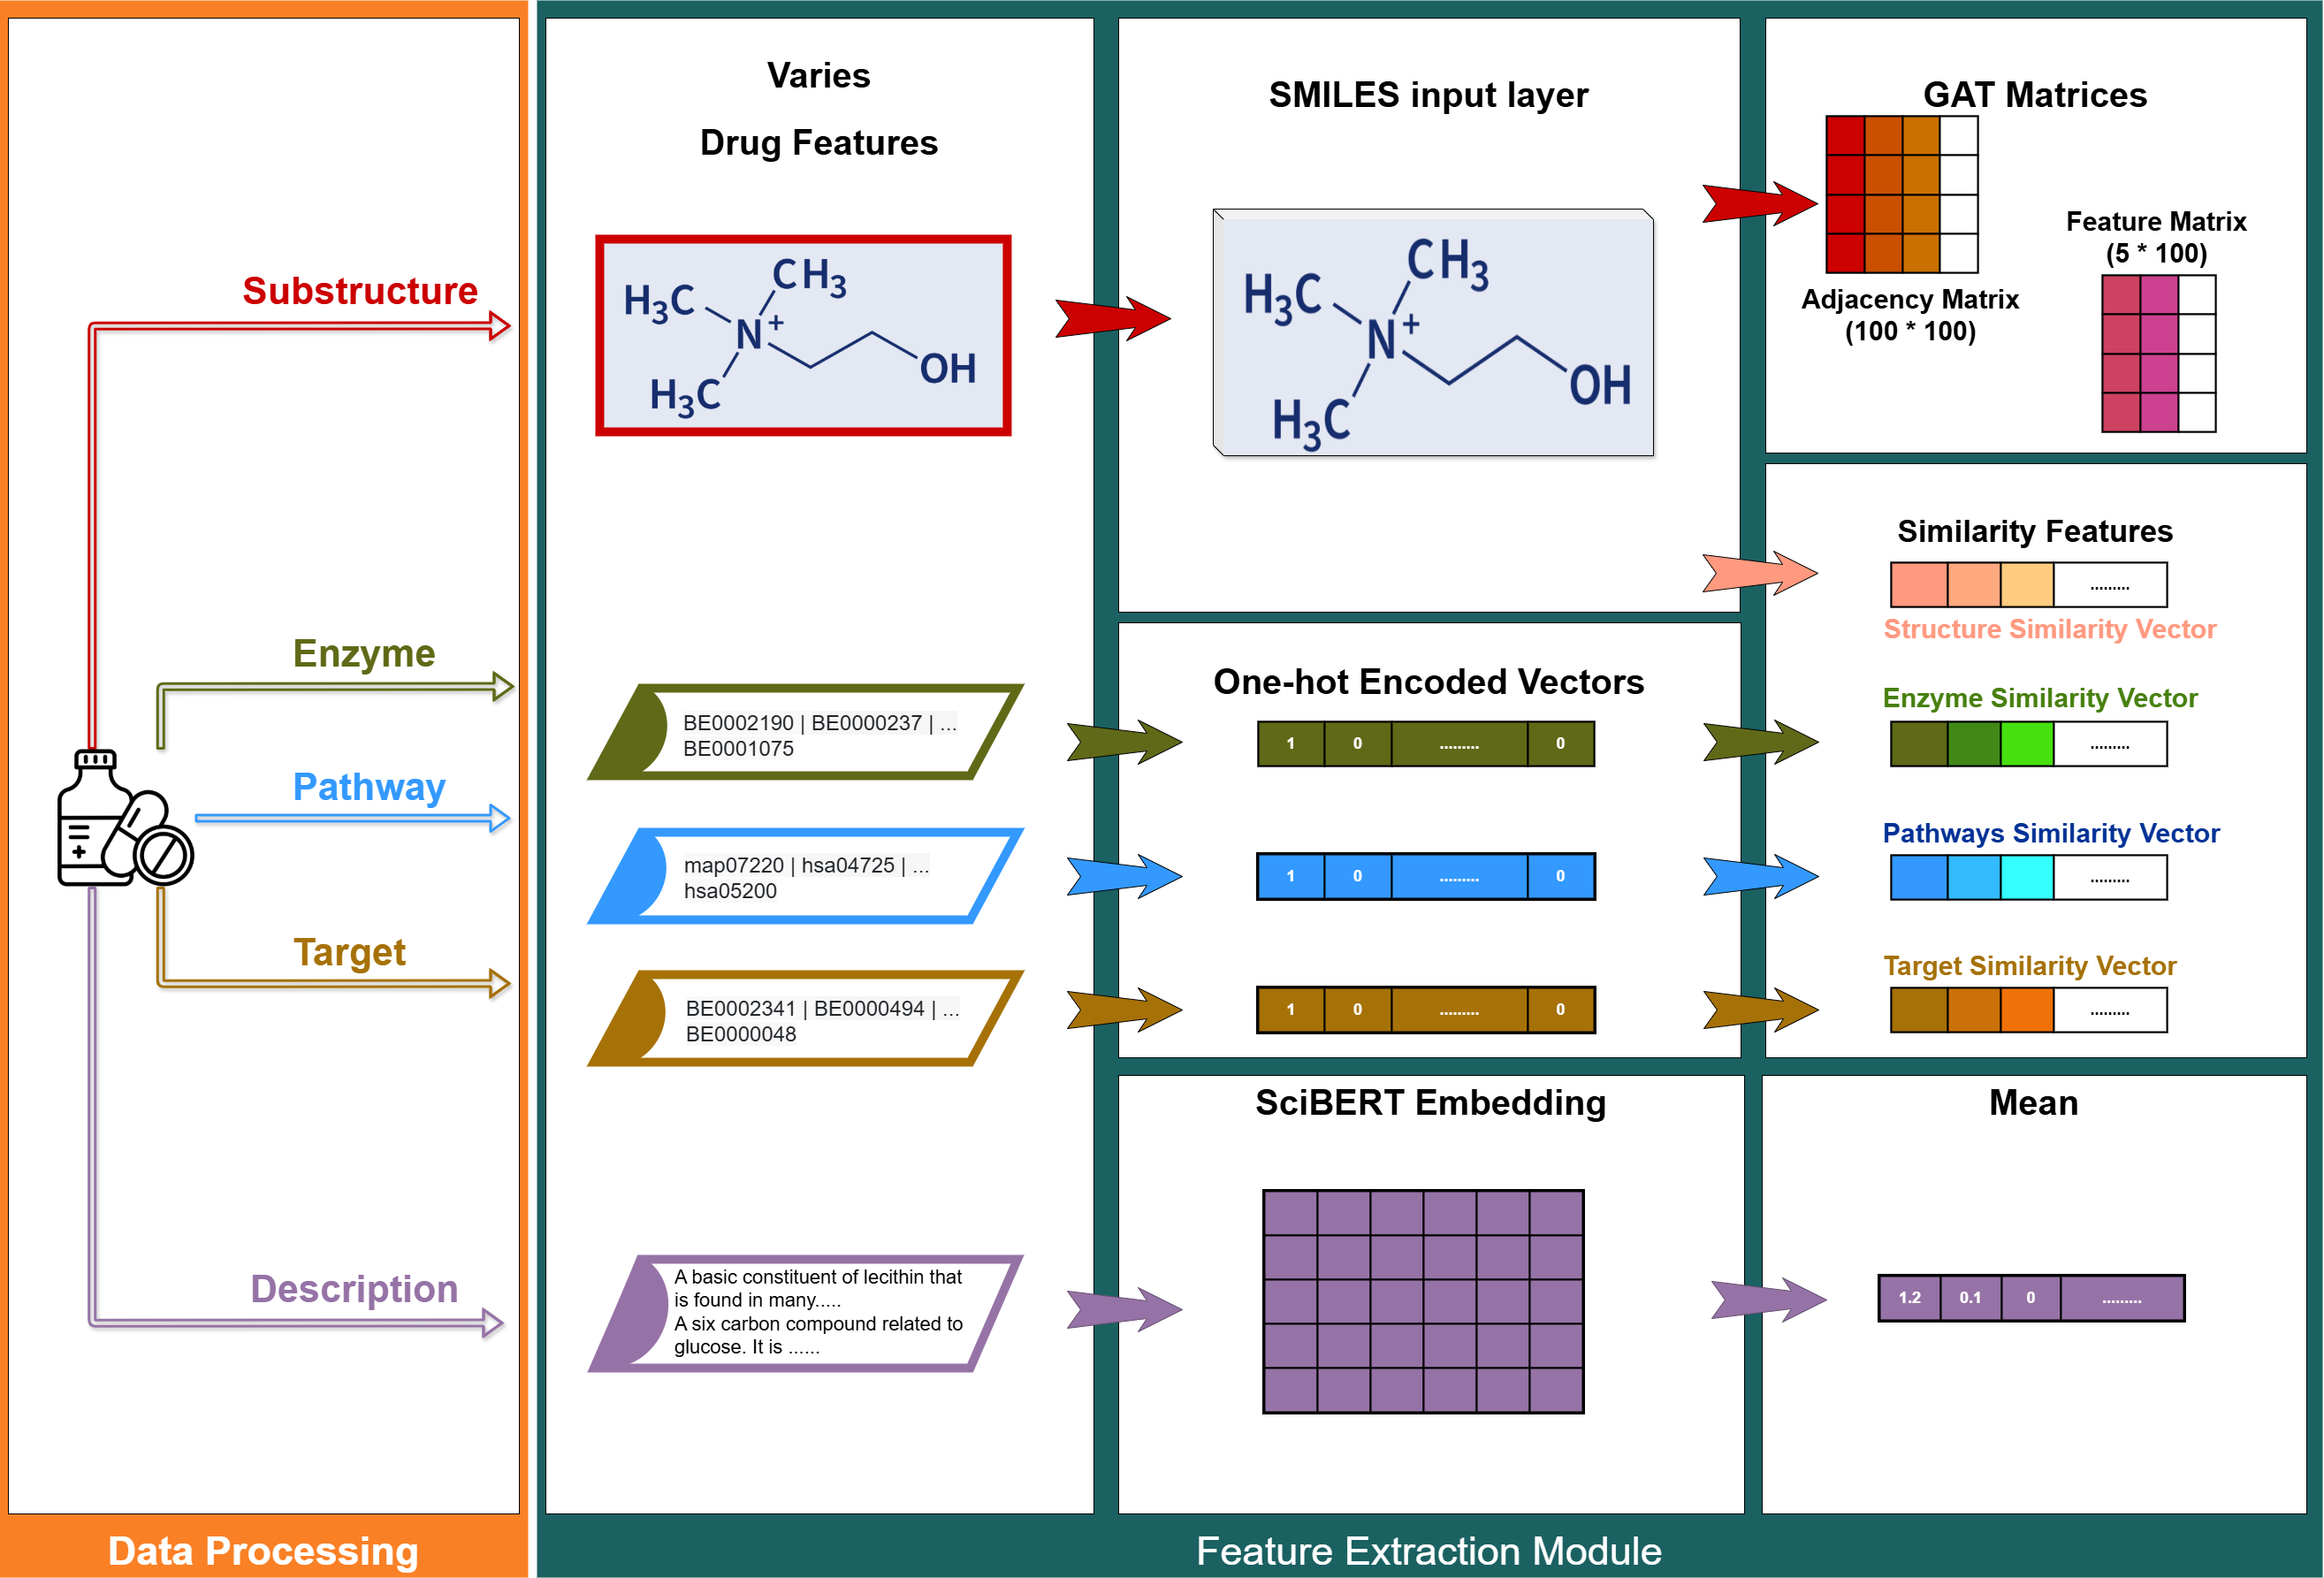 Substructure
Enzyme
Pathway
Target
Description
Data Processing
Varies
Drug Features
CH3
H3C
N+
OH
H3C
BE0002190 | BE0000237 | ...
BE0001075
map07220 | hsa04725 | ...
hsa05200
BE0002341 | BE0000494 | ...
BE0000048
A basic constituent of lecithin that
is found in many.....
A six carbon compound related to
glucose. It is ......
SMILES input layer
CH3
H3C
N+
OH
H3C
One-hot Encoded Vectors
1 0 ......... 0
1 0 ......... 0
1 0 ......... 0
SciBERT Embedding
GAT Matrices
Adjacency Matrix
(100 * 100)
Feature Matrix
(5 * 100)
Similarity Features
.........
Structure Similarity Vector
Enzyme Similarity Vector
.........
Pathways Similarity Vector
.........
Target Similarity Vector
.........
Mean
1.2 0.1 0 .........
Feature Extraction Module